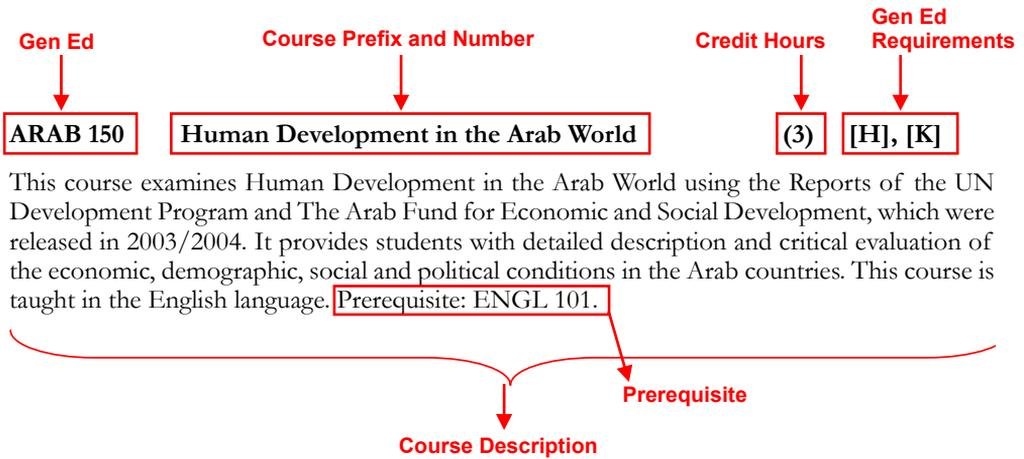 Gen Ed
Course Prefix and Number
Credit Hours
Gen Ed
Requirements
ARAB 150
Human Development in the Arab World
(3)
[H], [K]
This course examines Human Development in the Arab World using the Reports of the UN
Development Program and The Arab Fund for Economic and Social Development, which were
released in 2003/2004. It provides students with detailed description and critical evaluation of
the economic, demographic, social and political conditions in the Arab countries. This course is
taught in the English language. Prerequisite: ENGL 101.
Prerequisite
Course Description